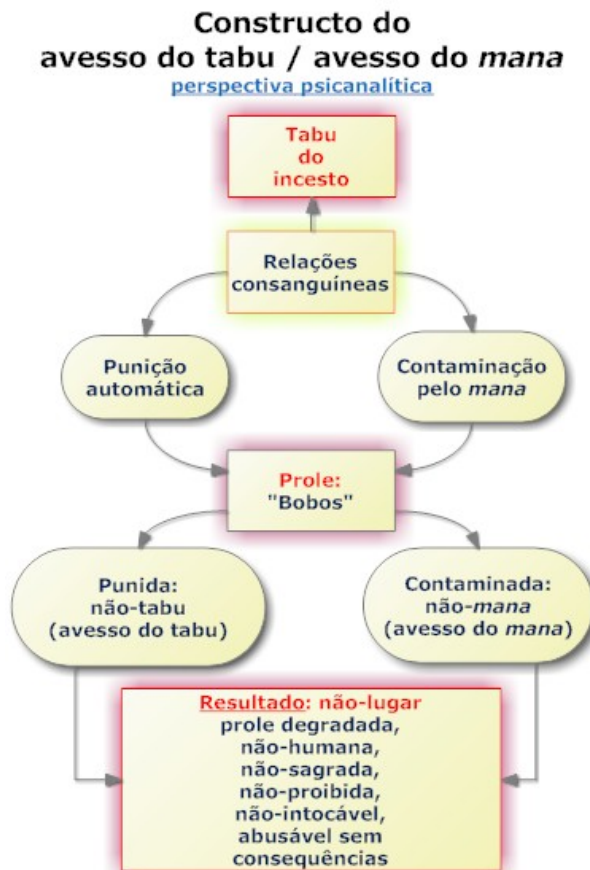 Constructo do
avesso do tabu / avesso do mana
perspectiva psicanalítica
Tabu
do
incesto
Relações
consanguíneas
Punição
automática
Contaminação
pelo mana
Prole:
"Bobos"
Punida:
não-tabu
(avesso do tabu)
Contaminada:
não-mana
(avesso do mana)
Resultado: não-lugar
prole degradada,
não-humana,
não-sagrada,
não-proibida,
não-intocável,
abusável sem
consequências